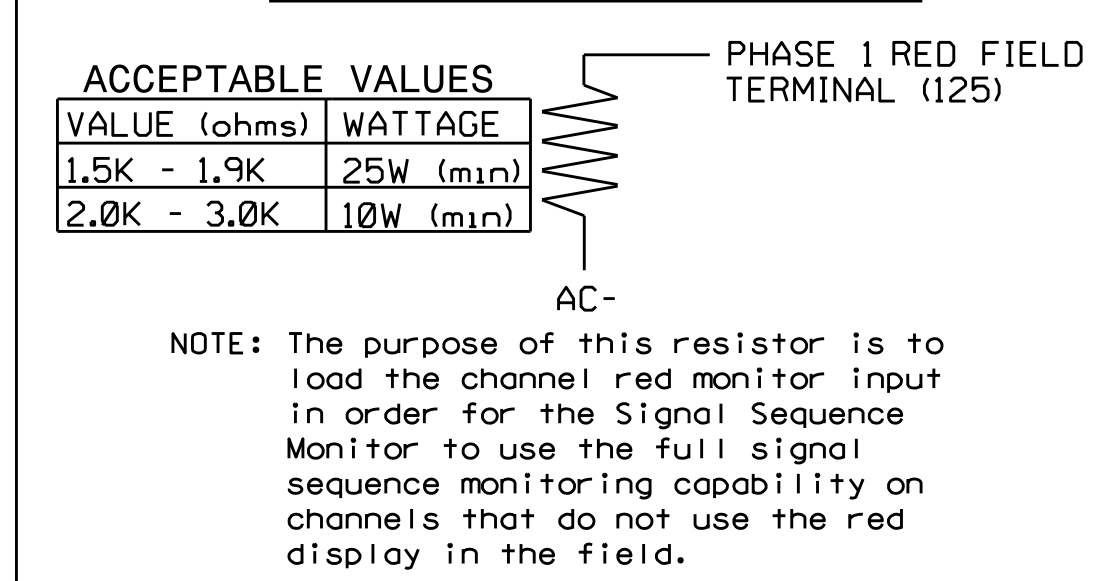 PHASE 1 RED FIELD
TERMINAL (125)
ACCEPTABLE VALUES
VALUE (ohms) WATTAGE
1.5K - 1.9K 25W (min)
2.0K - 3.0K 10W (min)
AC-
NOTE: The purpose of this resistor is to
load the channel red monitor input
in order for the Signal Sequence
Monitor to use the full signal
sequence monitoring capability on
channels that do not use the red
display in the field.